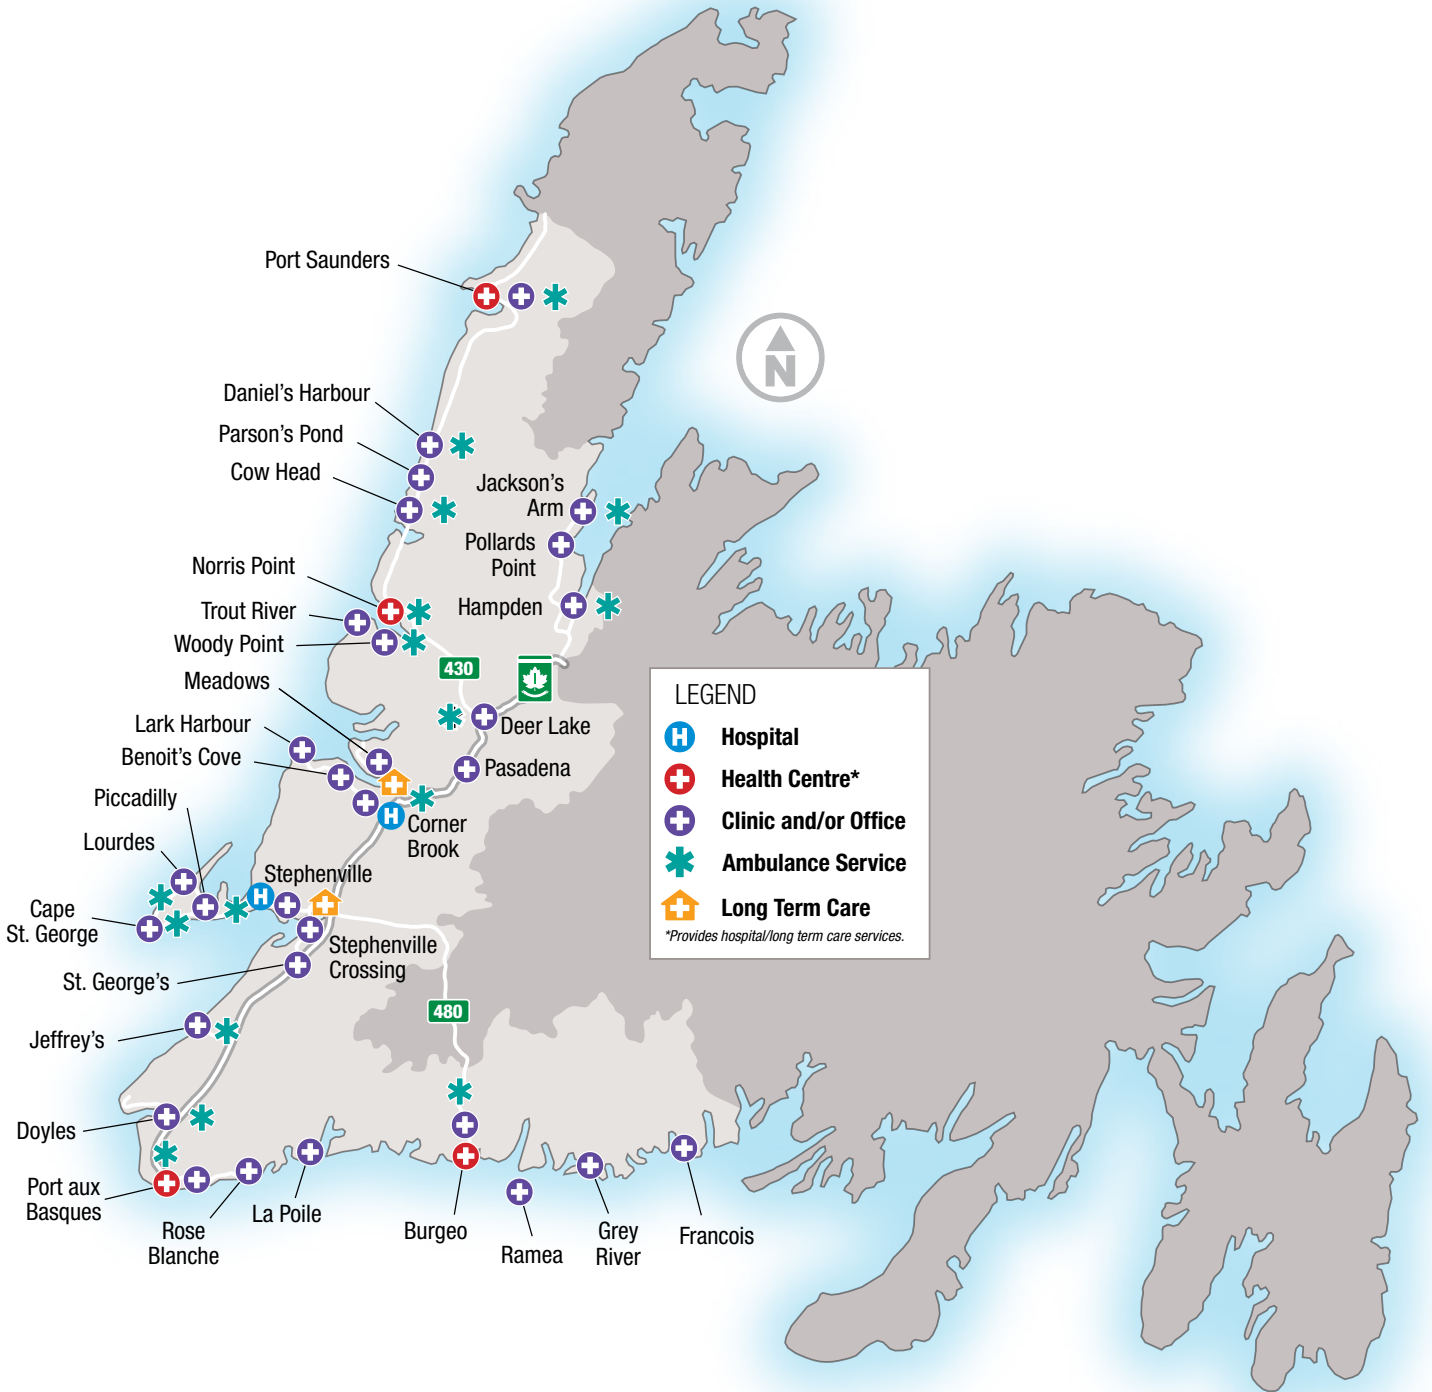 Port Saunders
Daniel's Harbour
Parson's Pond
Cow Head
Jackson's
Arm
Pollards
Point
Norris Point
Hampden
Trout River
Woody Point
Meadows
Lark Harbour
Benoit's Cove
Piccadilly
Lourdes
Cape
St. George
430
1
Deer Lake
Pasadena
H
Corner
Brook
Stephenville
H
Stephenville
Crossing
St. George's
Jeffrey's
480
Doyles
Port aux
Basques
Rose
Blanche
La Poile
Burgeo
Ramea
Grey
River
Francois
N
LEGEND
H Hospital
Health Centre*
Clinic and/or Office
Ambulance Service
Long Term Care
*Provides hospital/long term care services.